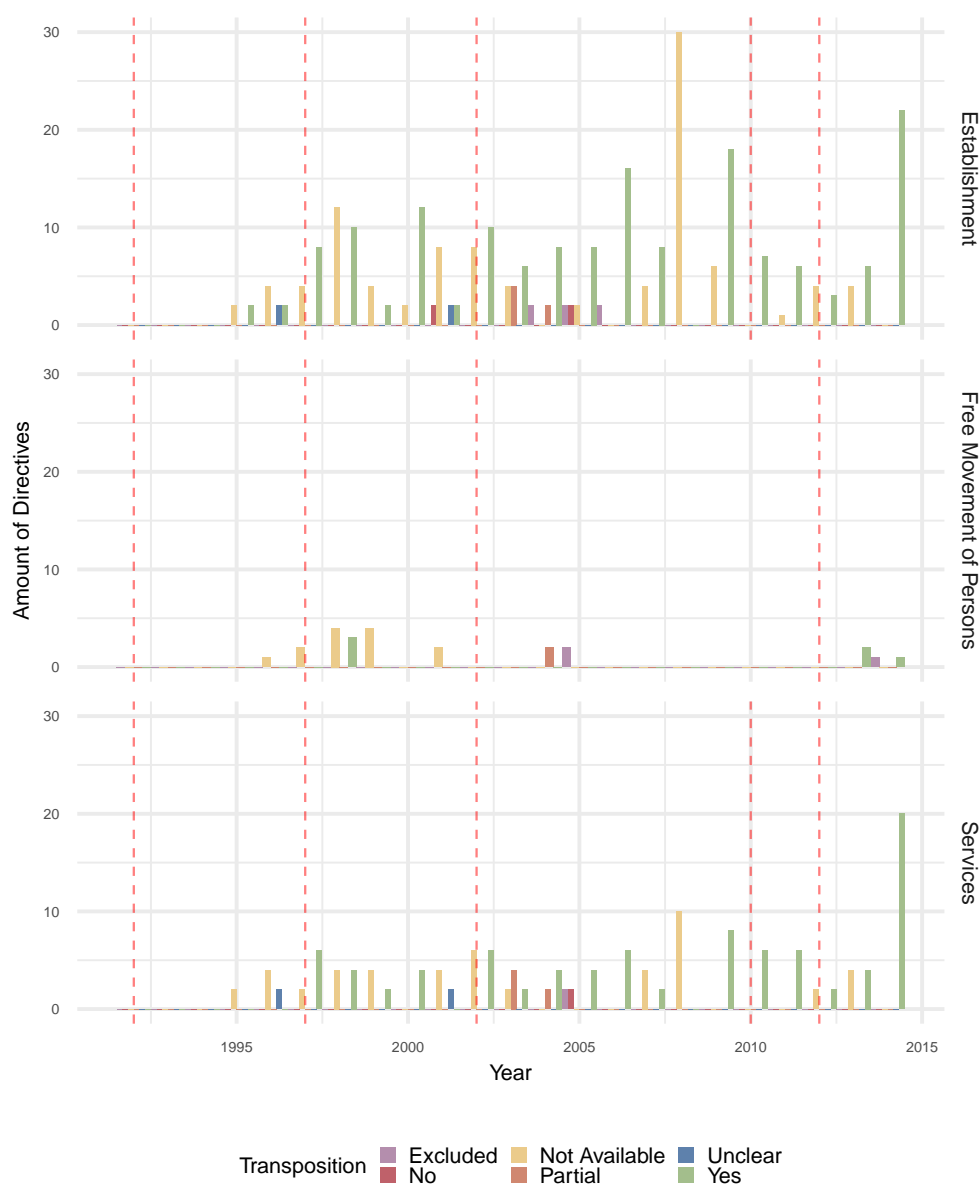 30
20
10
0
Establishment
30
20
10
0
Free Movement of Persons
30
20
10
0
Services
Amount of Directives
1995 2000 2005 2010 2015
Year
Transposition
Excluded Not Available Unclear
No Partial Yes